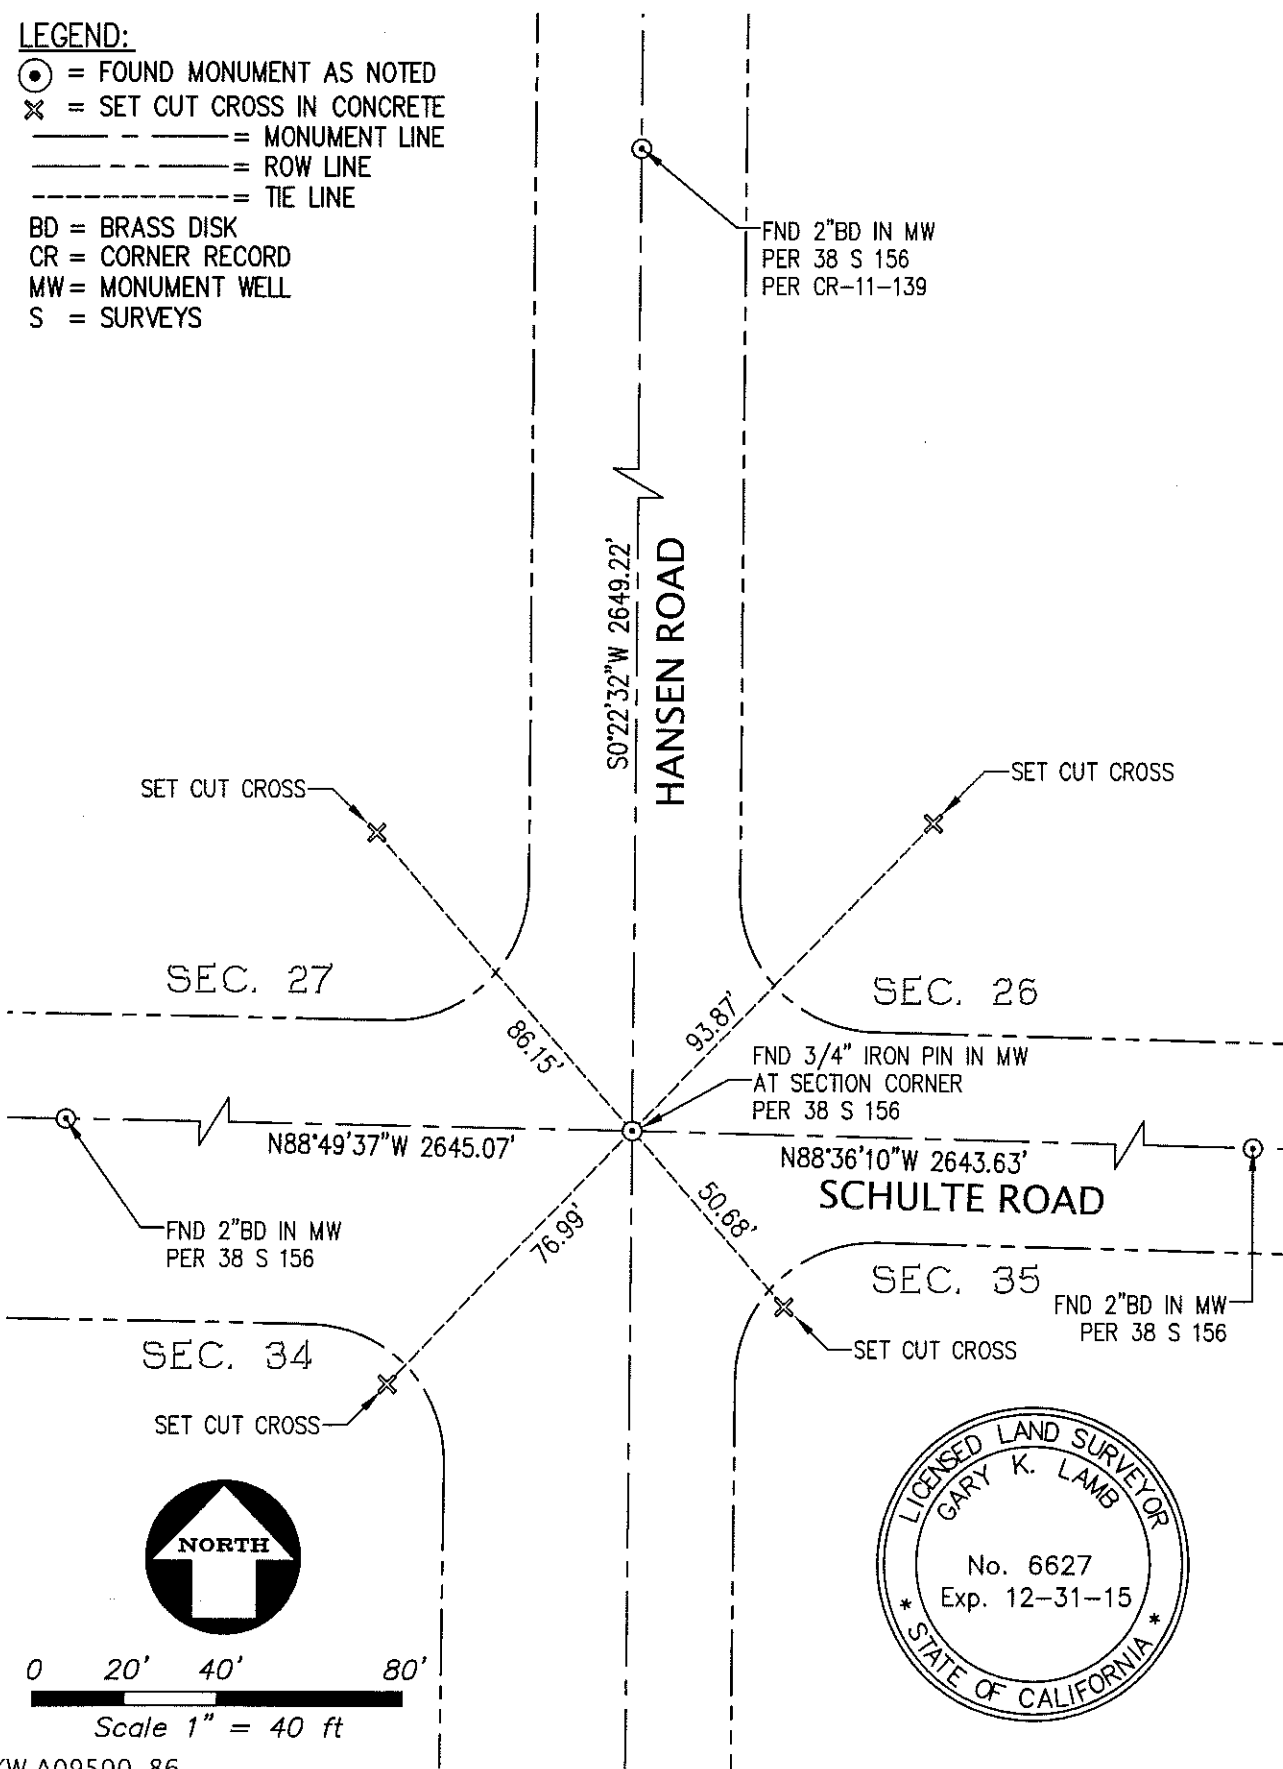 LEGEND:
= FOUND MONUMENT AS NOTED
= SET CUT CROSS IN CONCRETE
= MONUMENT LINE
= ROW LINE
= TIE LINE
BD = BRASS DISK
CR = CORNER RECORD
MW = MONUMENT WELL
S = SURVEYS
FND 2"BD IN MW
PER 38 S 156
PER CR-11-139
S0°22'32"W 2649.22'
HANSEN ROAD
SET CUT CROSS
SET CUT CROSS
SEC. 27
SEC. 26
86.15'
93.87'
FND 3/4" IRON PIN IN MW
AT SECTION CORNER
PER 38 S 156
N88°49'37"W 2645.07'
N88°36'10"W 2643.63'
SCHULTE ROAD
76.99'
50.68'
FND 2"BD IN MW
PER 38 S 156
SEC. 35
FND 2"BD IN MW
PER 38 S 156
SEC. 34
SET CUT CROSS
SET CUT CROSS
LICENSED LAND SURVEYOR
GARY K. LAMB
No. 6627
Exp. 12-31-15
* STATE OF CALIFORNIA *
NORTH
0 20' 40' 80'
Scale 1" = 40 ft